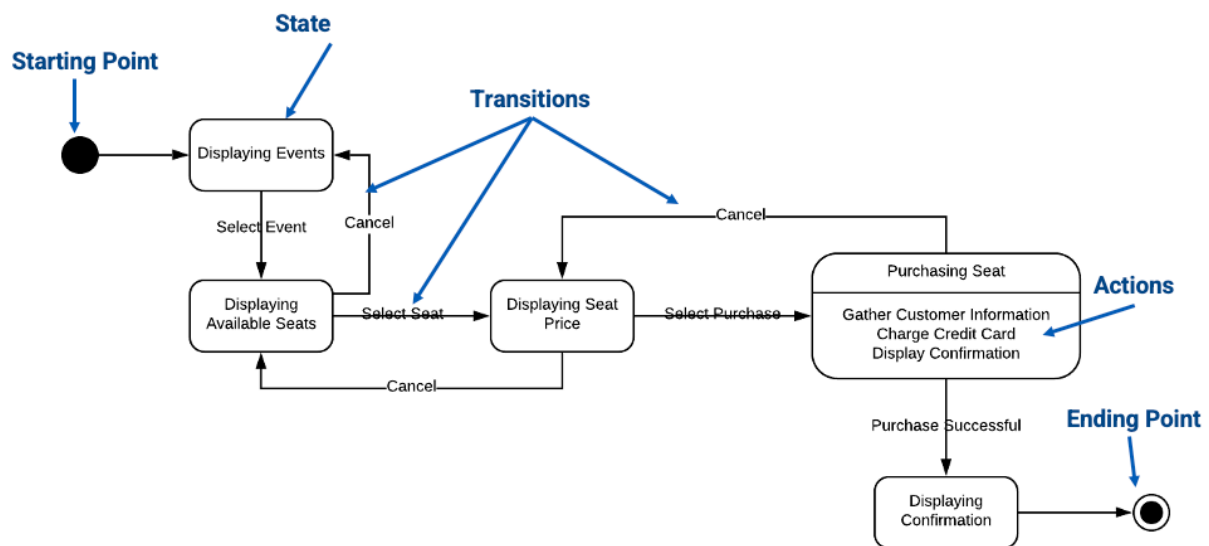 State
Starting Point
Transitions
Displaying Events
Select Event
Cancel
Cancel
Purchasing Seat
Actions
Displaying
Available Seats
Select Seat
Displaying Seat
Price
Select Purchase
Gather Customer Information
Charge Credit Card
Display Confirmation
Cancel
Purchase Successful
Ending Point
Displaying
Confirmation